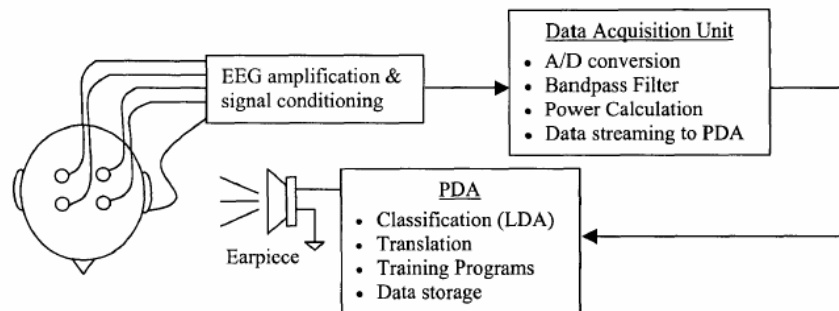 EEG amplification &
signal conditioning
Data Acquisition Unit
• A/D conversion
• Bandpass Filter
• Power Calculation
• Data streaming to PDA
Earpiece
PDA
• Classification (LDA)
• Translation
• Training Programs
• Data storage